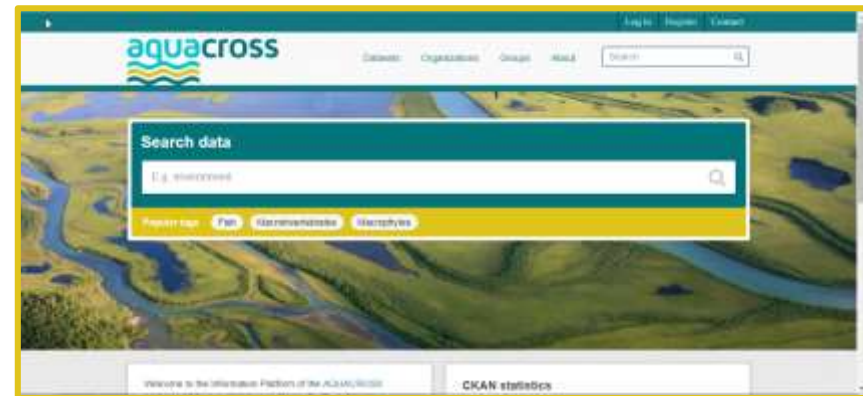 Log in Register Contact
aquacross
Datasets Organizations Groups About Search
Search data
E.g. environment
Popular tags Fish Macroinvertebrates Macrophytes
Welcome to the Information Platform of the AQUACROSS
CKAN statistics